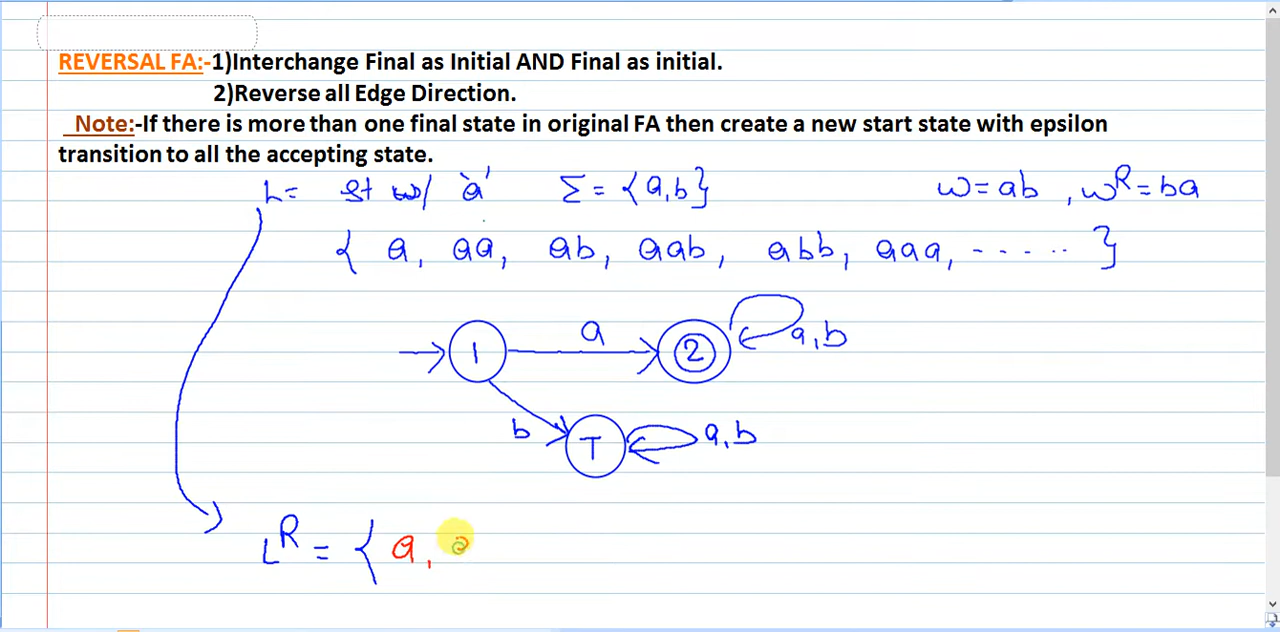 REVERSAL FA:-1)Interchange Final as Initial AND Final as initial.
2)Reverse all Edge Direction.
Note:-If there is more than one final state in original FA then create a new start state with epsilon
transition to all the accepting state.
L= st w/ 'a' Σ = {a,b} w=ab , wᴿ=ba
{ a, aa, ab, aab, abb, aaa, ------ }
1 a 2 a,b
b T a,b
Lᴿ = { a,